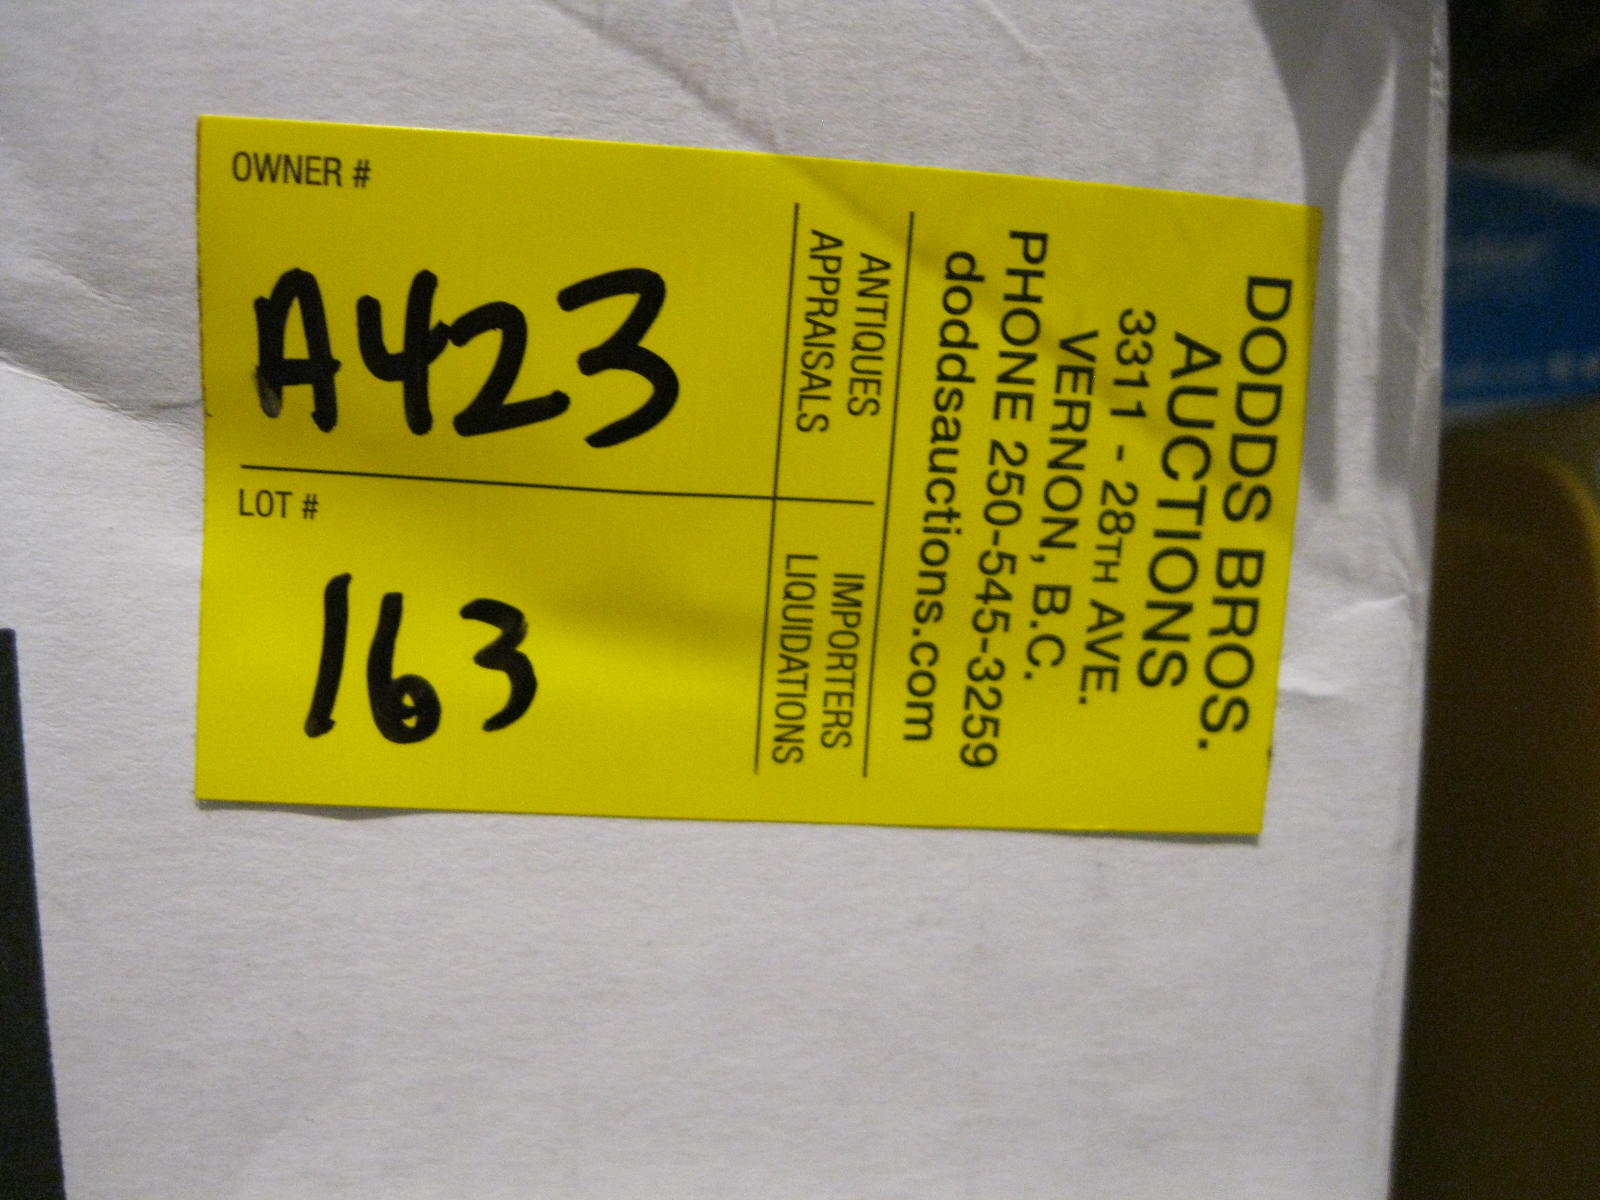 OWNER #
A423
LOT #
163
DODDS BROS.
AUCTIONS
3311 - 28TH AVE.
VERNON, B.C.
PHONE 250-545-3259
doddsauctions.com
ANTIQUES
APPRAISALS
IMPORTERS
LIQUIDATIONS